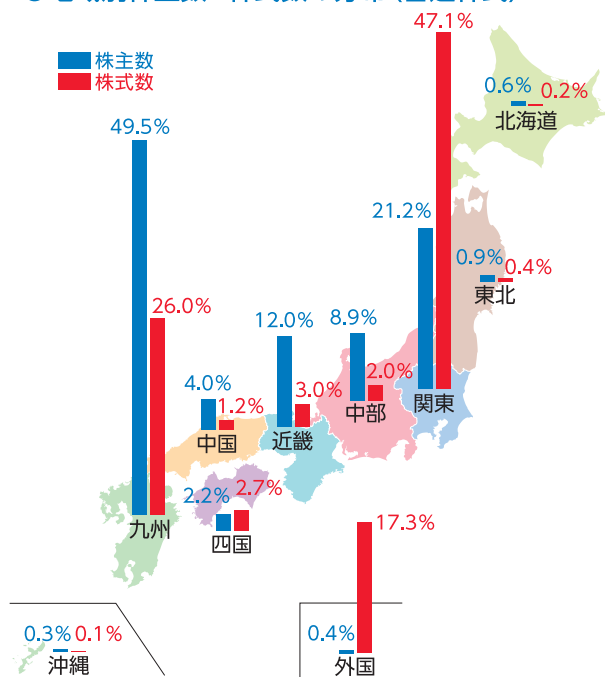 株主数
株式数
47.1%
0.6%
0.2%
北海道
49.5%
21.2%
0.9%
0.4%
東北
26.0%
12.0%
8.9%
4.0%
1.2%
3.0%
2.0%
中国
近畿
中部
関東
2.2%
2.7%
九州
四国
17.3%
0.3%
0.1%
沖縄
0.4%
外国